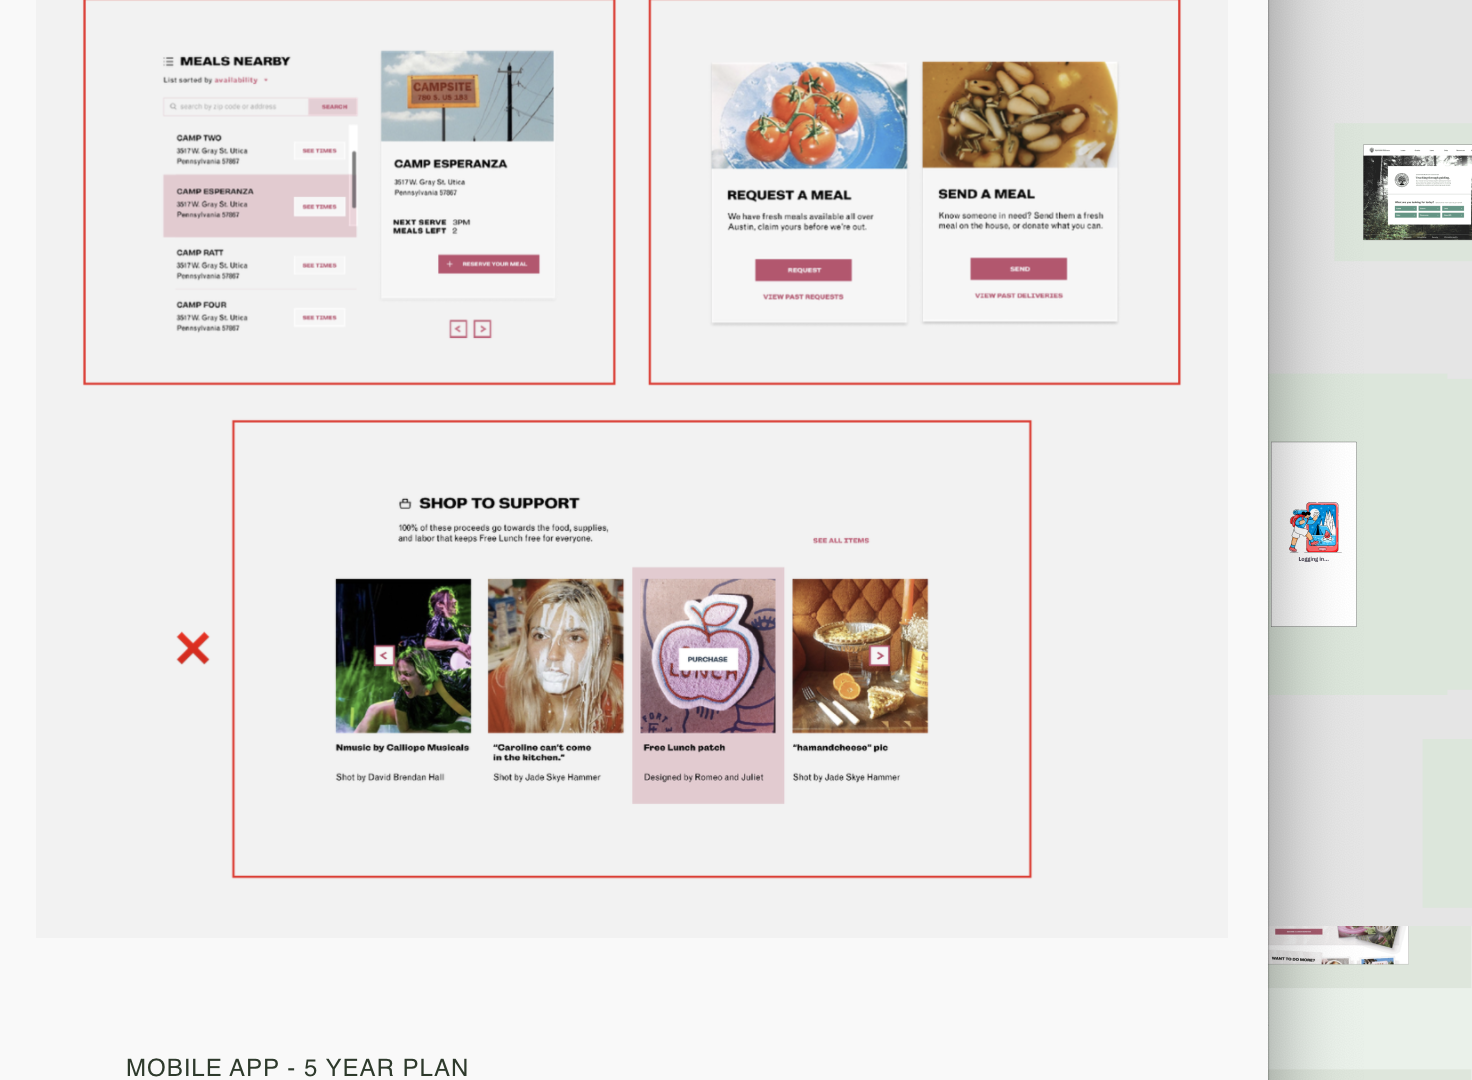 MEALS NEARBY
List sorted by availability
search by zip code or address
SEARCH
CAMP TWO
3517 W. Gray St. Utica
Pennsylvania 57867
SEE TIMES
CAMP ESPERANZA
3517 W. Gray St. Utica
Pennsylvania 57867
SEE TIMES
CAMP RATT
3517 W. Gray St. Utica
Pennsylvania 57867
SEE TIMES
CAMP FOUR
3517 W. Gray St. Utica
Pennsylvania 57867
SEE TIMES
CAMPSITE
786 S. US 183
CAMP ESPERANZA
3517 W. Gray St. Utica
Pennsylvania 57867
NEXT SERVE 3PM
MEALS LEFT 2
+ RESERVE YOUR MEAL
< >
REQUEST A MEAL
We have fresh meals available all over
Austin, claim yours before we're out.
REQUEST
VIEW PAST REQUESTS
SEND A MEAL
Know someone in need? Send them a fresh
meal on the house, or donate what you can.
SEND
VIEW PAST DELIVERIES
SHOP TO SUPPORT
100% of these proceeds go towards the food, supplies,
and labor that keeps Free Lunch free for everyone.
SEE ALL ITEMS
<
PURCHASE
LUNCH
>
Nmusic by Calliope Musicals
Shot by David Brendan Hall
"Caroline can't come
in the kitchen."
Shot by Jade Skye Hammer
Free Lunch patch
Designed by Romeo and Juliet
"hamandcheese" pic
Shot by Jade Skye Hammer
Logging in...
WANT TO DO MORE?
MOBILE APP - 5 YEAR PLAN